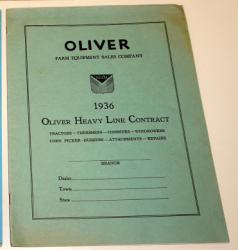 OLIVER
FARM EQUIPMENT SALES COMPANY
1936
OLIVER HEAVY LINE CONTRACT
TRACTORS - THRESHERS - COMBINES - WINDROWERS
CORN PICKER-HUSKERS - ATTACHMENTS - REPAIRS
BRANCH
Dealer
Town
State